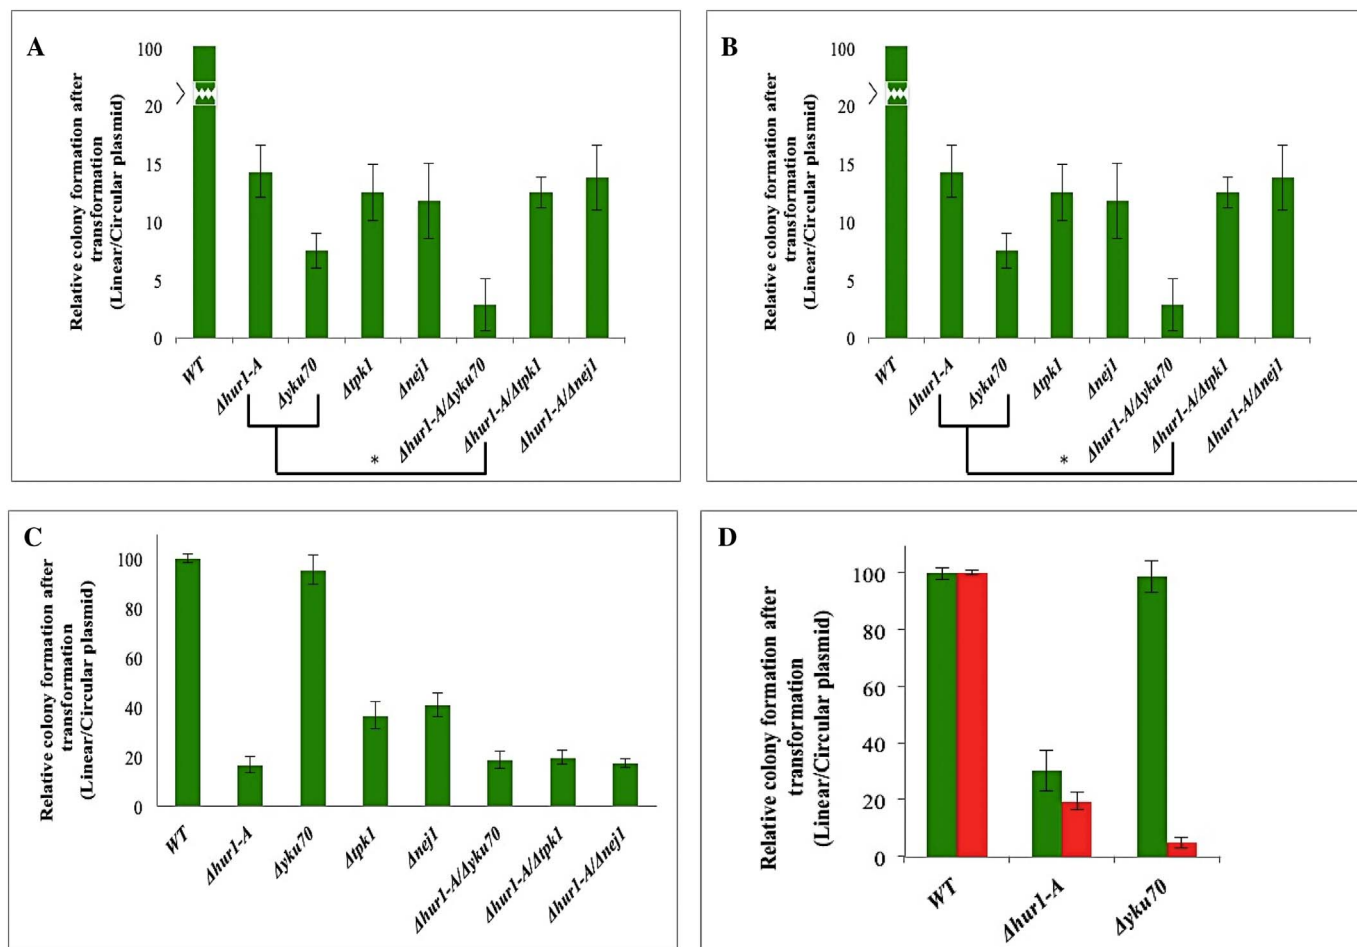 A
Relative colony formation after
transformation
(Linear/Circular plasmid)
100
20
15
10
5
0
WT
Δhur1-A
Δyku70
Δtpk1
Δnej1
Δhur1-A/Δyku70
Δhur1-A/Δtpk1
Δhur1-A/Δnej1
*
B
Relative colony formation after
transformation
(Linear/Circular plasmid)
100
20
15
10
5
0
WT
Δhur1-A
Δyku70
Δtpk1
Δnej1
Δhur1-A/Δyku70
Δhur1-A/Δtpk1
Δhur1-A/Δnej1
*
C
Relative colony formation after
transformation
(Linear/Circular plasmid)
100
80
60
40
20
0
WT
Δhur1-A
Δyku70
Δtpk1
Δnej1
Δhur1-A/Δyku70
Δhur1-A/Δtpk1
Δhur1-A/Δnej1
D
Relative colony formation after
transformation
(Linear/Circular plasmid)
100
80
60
40
20
0
WT
Δhur1-A
Δyku70